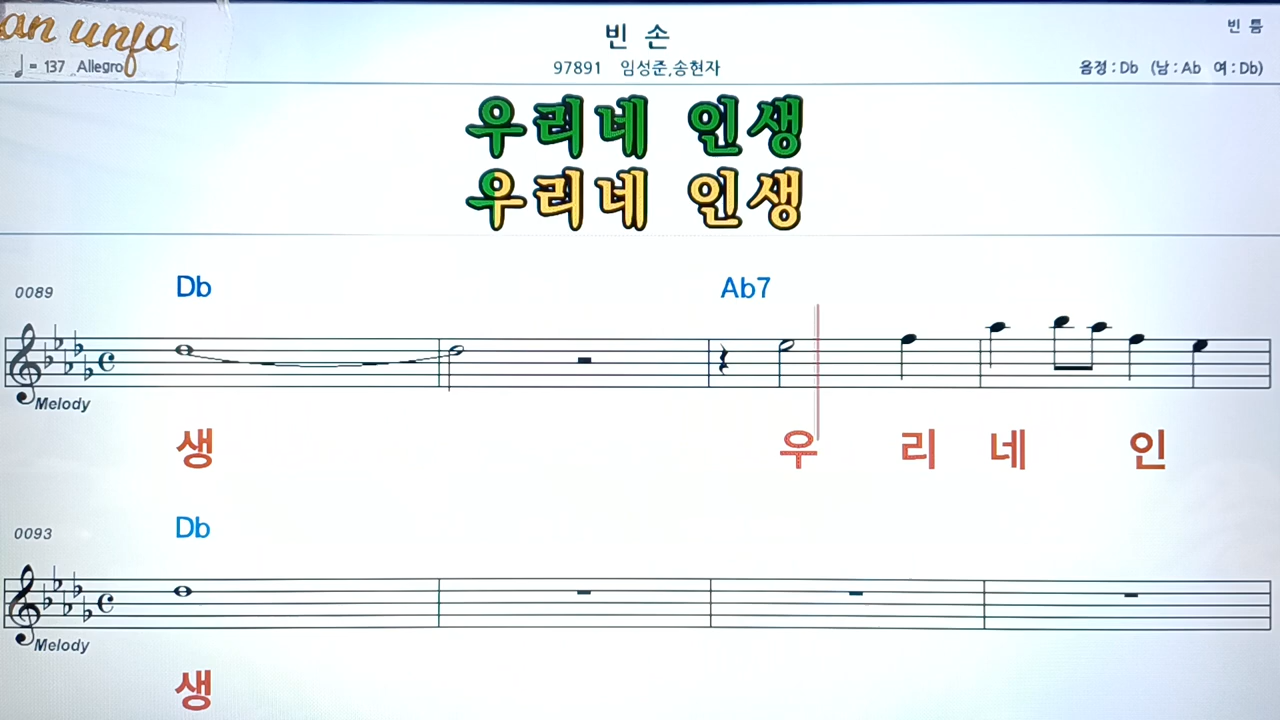 an unfa
빈 손
빈 틈
♩= 137 Allegro
97891 임성준,송현자
음정 : Db (남 : Ab 여 : Db)
우리네 인생
우리네 인생
0089
Db Ab7
Melody
생 우 리 네 인
0093
Db
Melody
생